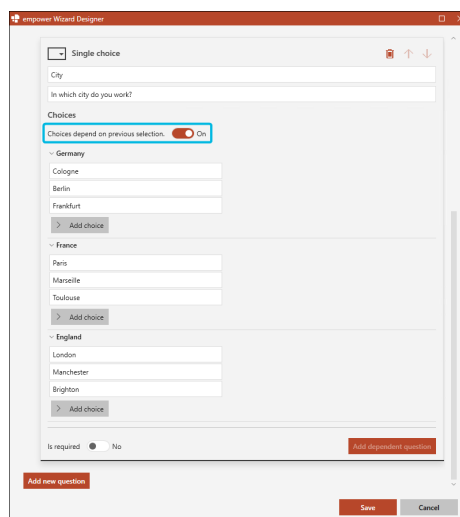 empower Wizard Designer
Single choice
City
In which city do you work?
Choices
Choices depend on previous selection. On
Germany
Cologne
Berlin
Frankfurt
Add choice
France
Paris
Marseille
Toulouse
Add choice
England
London
Manchester
Brighton
Add choice
Is required No Add dependent question
Add new question
Save Cancel